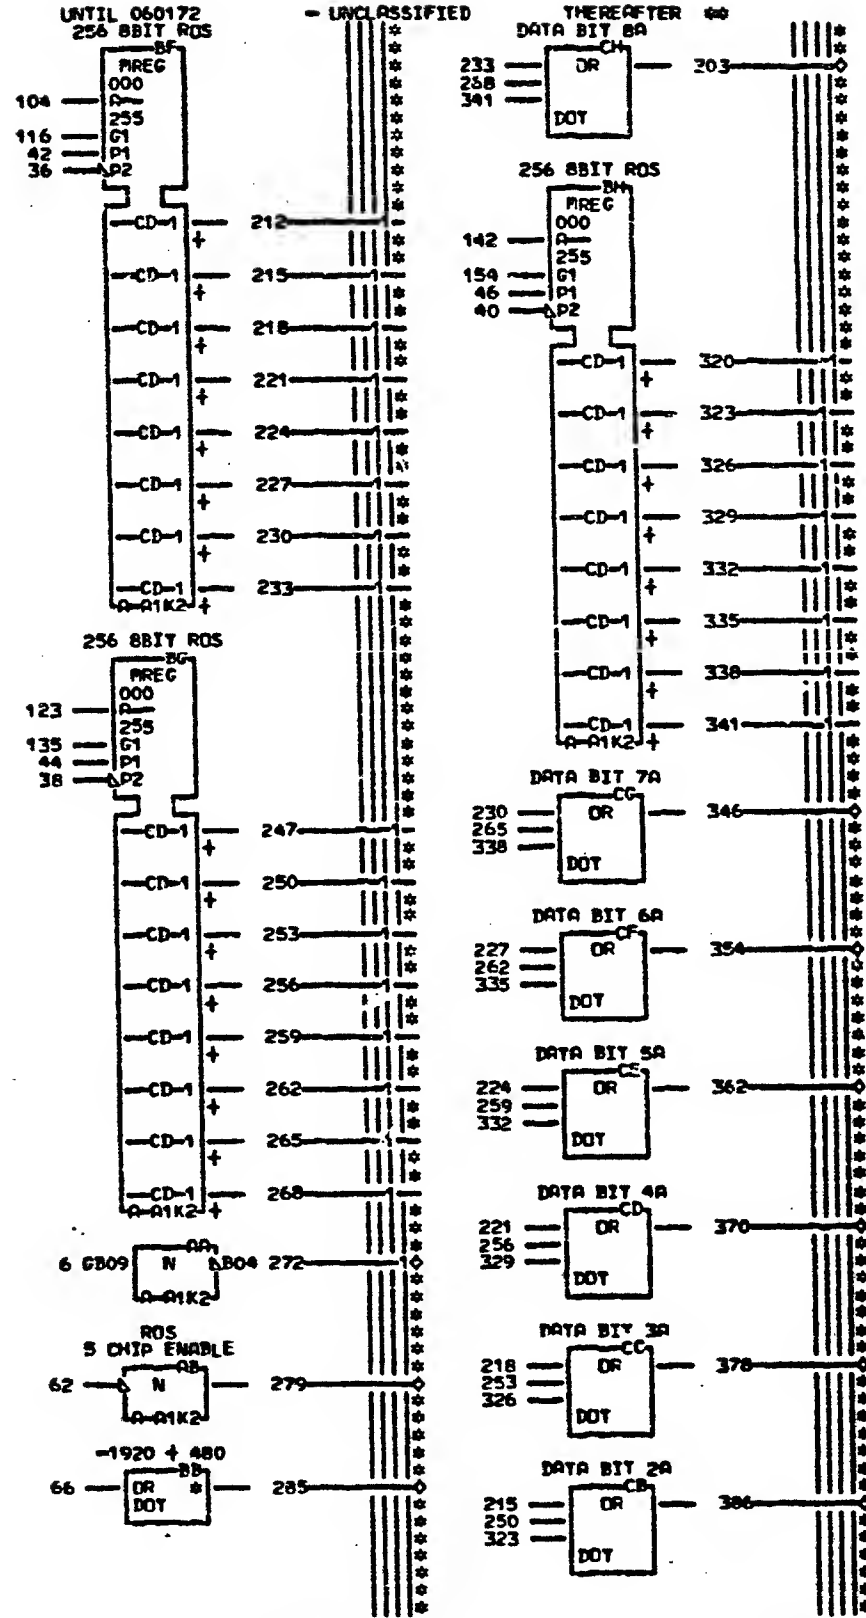 UNTIL 060172 - UNCLASSIFIED THEREAFTER **
256 8BIT ROS
BF
MREG
000
104 A
255
116 G1
42 P1
36 P2
CD-1 212
+
CD-1 215
+
CD-1 218
+
CD-1 221
+
CD-1 224
+
CD-1 227
+
CD-1 230
+
CD-1 233
A-A1K2 +
256 8BIT ROS
BG
MREG
000
123 A
255
135 G1
44 P1
38 P2
CD-1 247
+
CD-1 250
+
CD-1 253
+
CD-1 256
+
CD-1 259
+
CD-1 262
+
CD-1 265
+
CD-1 268
A-A1K2 +
AA
6 GB09 N B04 272
A-A1K2
ROS
5 CHIP ENABLE
AB
62 N 279
A-A1K2
-1920 + 480
BB
66 OR * 285
DOT
DATA BIT 8A
CH
233 OR 303
268
341
DOT
256 8BIT ROS
BH
MREG
000
142 A
255
154 G1
46 P1
40 P2
CD-1 320
+
CD-1 323
+
CD-1 326
+
CD-1 329
+
CD-1 332
+
CD-1 335
+
CD-1 338
+
CD-1 341
A-A1K2 +
DATA BIT 7A
CG
230 OR 346
265
338
DOT
DATA BIT 6A
CF
227 OR 354
262
335
DOT
DATA BIT 5A
CE
224 OR 362
259
332
DOT
DATA BIT 4A
CD
221 OR 370
256
329
DOT
DATA BIT 3A
CC
218 OR 378
253
326
DOT
DATA BIT 2A
CB
215 OR 386
250
323
DOT